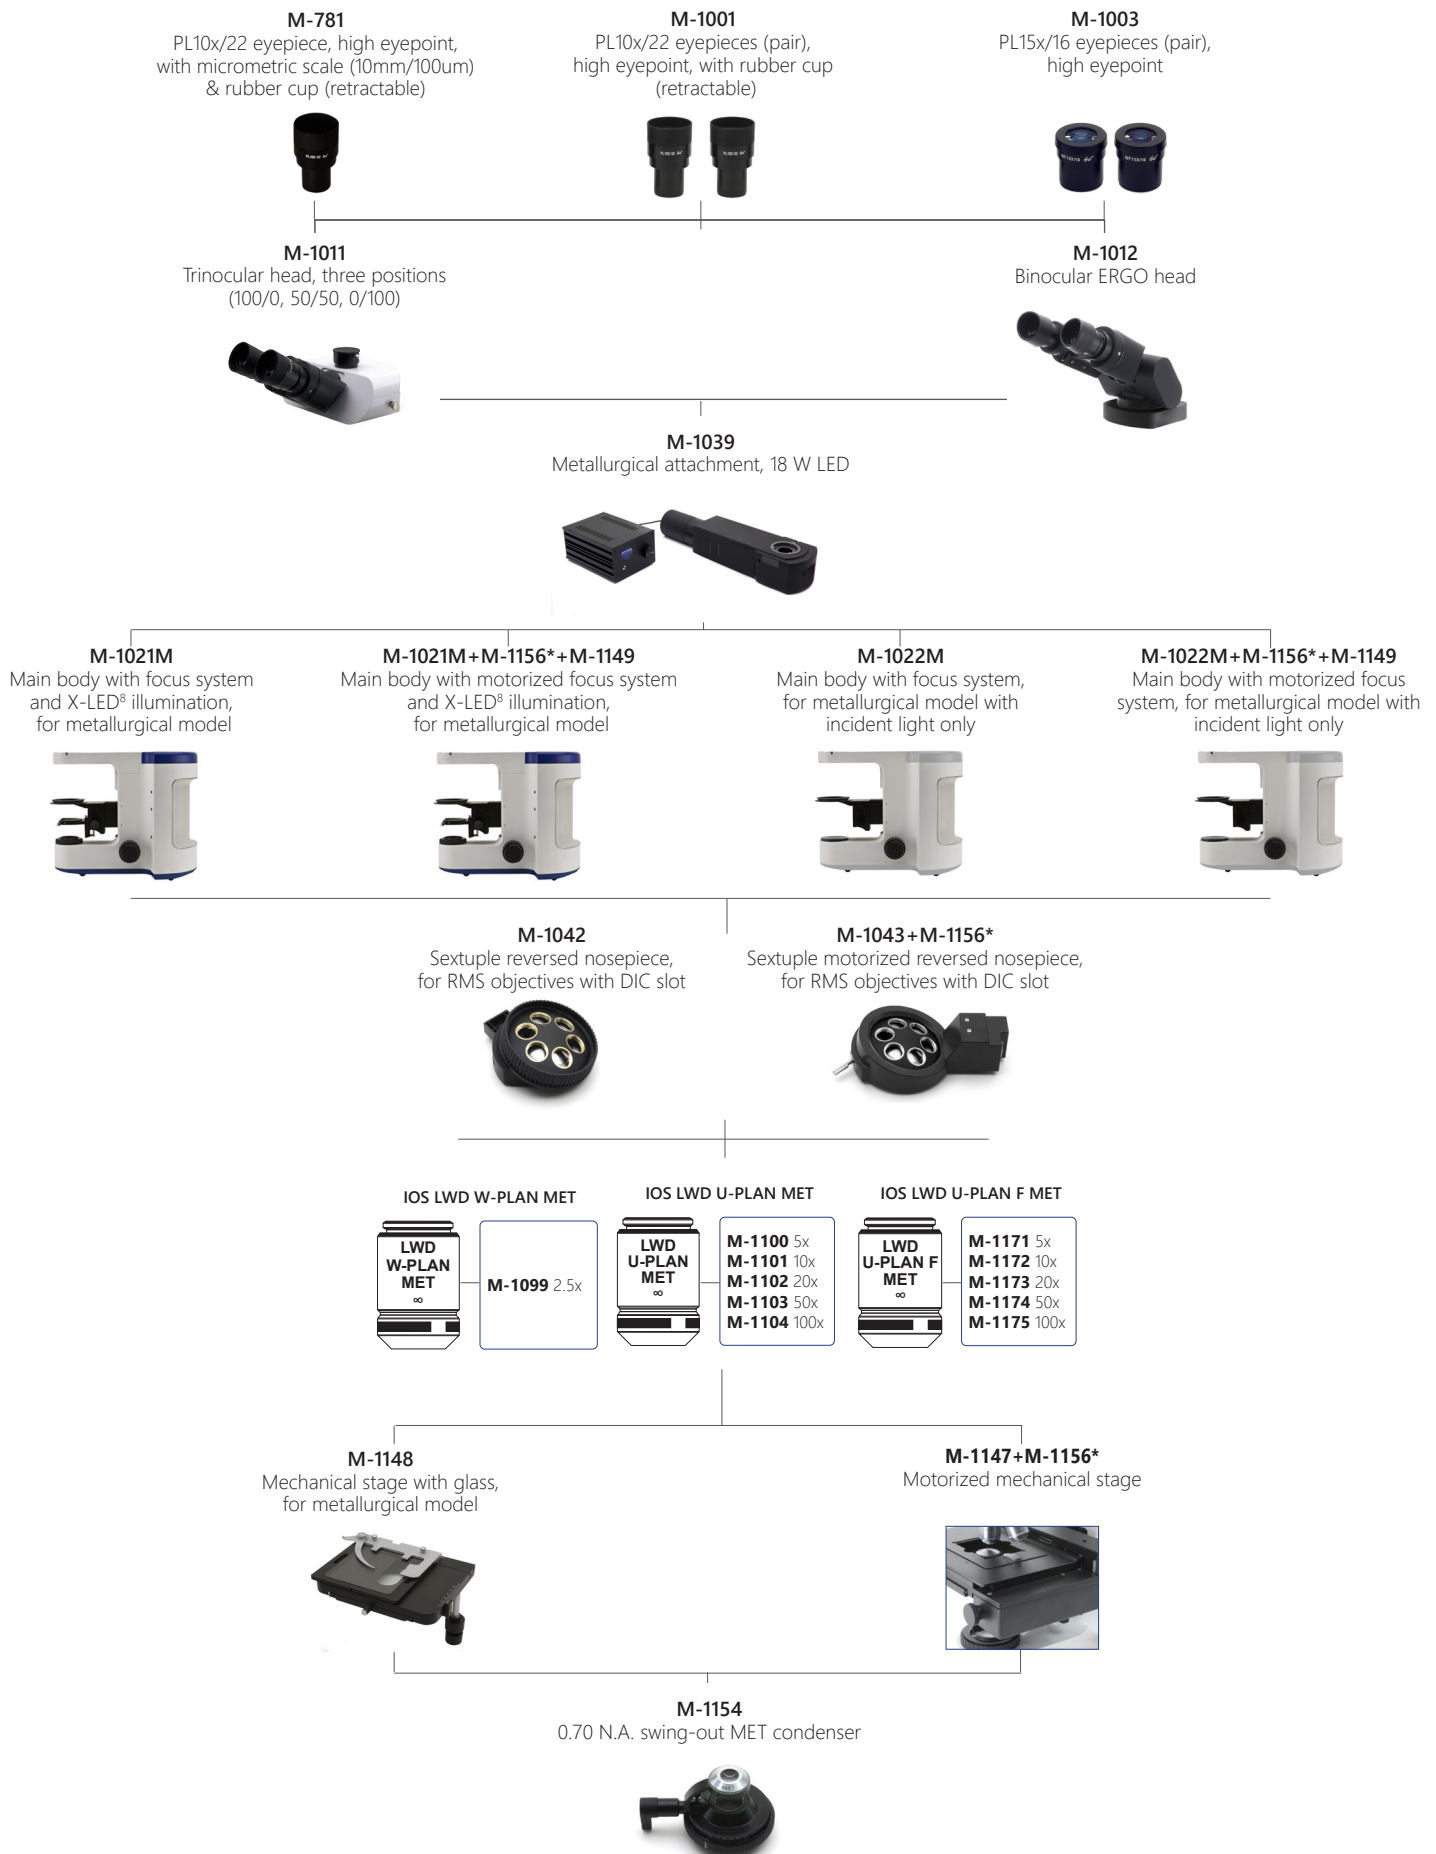 M-781
PL10x/22 eyepiece, high eyepoint,
with micrometric scale (10mm/100um)
& rubber cup (retractable)
M-1001
PL10x/22 eyepieces (pair),
high eyepoint, with rubber cup
(retractable)
M-1003
PL15x/16 eyepieces (pair),
high eyepoint
M-1011
Trinocular head, three positions
(100/0, 50/50, 0/100)
M-1012
Binocular ERGO head
M-1039
Metallurgical attachment, 18 W LED
M-1021M
Main body with focus system
and X-LED⁸ illumination,
for metallurgical model
M-1021M+M-1156*+M-1149
Main body with motorized focus system
and X-LED⁸ illumination,
for metallurgical model
M-1022M
Main body with focus system,
for metallurgical model with
incident light only
M-1022M+M-1156*+M-1149
Main body with motorized focus
system, for metallurgical model with
incident light only
M-1042
Sextuple reversed nosepiece,
for RMS objectives with DIC slot
M-1043+M-1156*
Sextuple motorized reversed nosepiece,
for RMS objectives with DIC slot
IOS LWD W-PLAN MET
LWD
W-PLAN
MET
∞
M-1099 2.5x
IOS LWD U-PLAN MET
LWD
U-PLAN
MET
∞
M-1100 5x
M-1101 10x
M-1102 20x
M-1103 50x
M-1104 100x
IOS LWD U-PLAN F MET
LWD
U-PLAN F
MET
∞
M-1171 5x
M-1172 10x
M-1173 20x
M-1174 50x
M-1175 100x
M-1148
Mechanical stage with glass,
for metallurgical model
M-1147+M-1156*
Motorized mechanical stage
M-1154
0.70 N.A. swing-out MET condenser